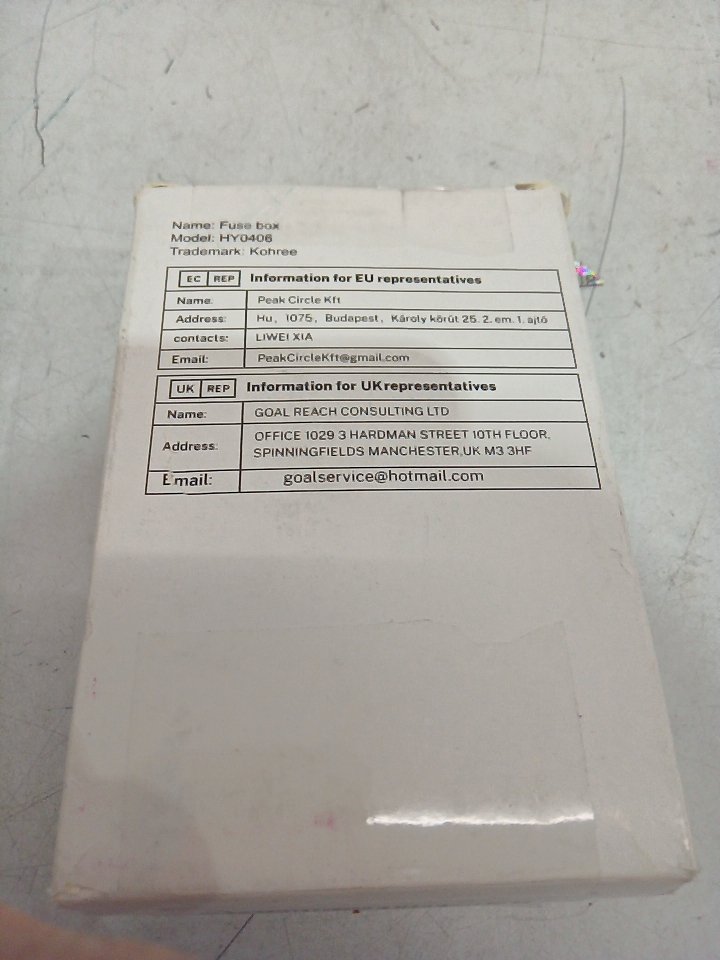 Name: Fuse box
Model: HY0406
Trademark: Kohree
EC REP Information for EU representatives
Name: Peak Circle Kft
Address: Hu, 1075, Budapest, Károly körút 25. 2. em. 1. ajtó
contacts: LIWEI XIA
Email: PeakCircleKft@gmail.com
UK REP Information for UK representatives
Name: GOAL REACH CONSULTING LTD
Address: OFFICE 1029 3 HARDMAN STREET 10TH FLOOR,
SPINNINGFIELDS MANCHESTER,UK M3 3HF
Email: goalservice@hotmail.com